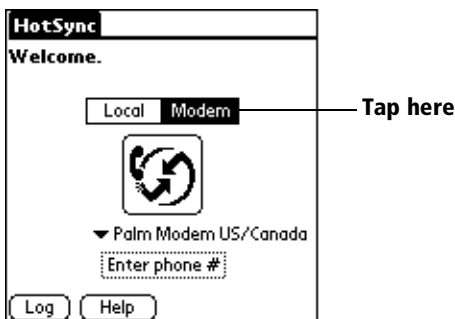 HotSync
Welcome.
Local Modem Tap here
Palm Modem US/Canada
Enter phone #
Log Help